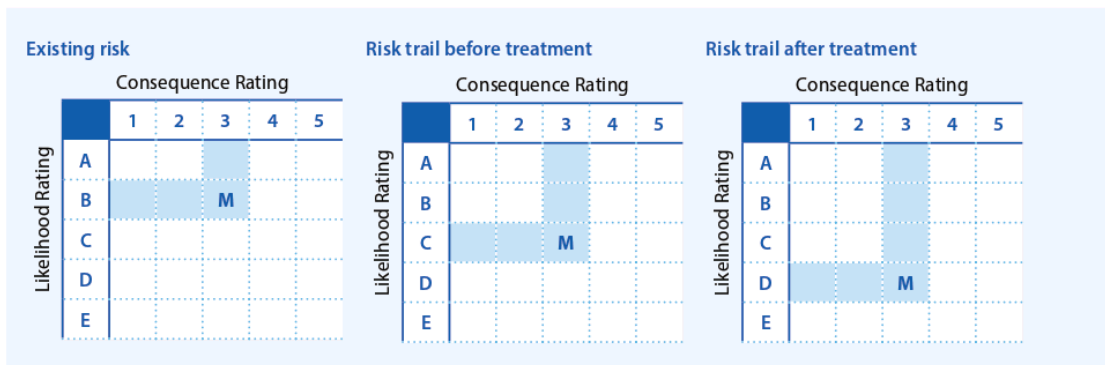 Existing risk
Consequence Rating
Likelihood Rating
1 2 3 4 5
A
B M
C
D
E
Risk trail before treatment
Consequence Rating
Likelihood Rating
1 2 3 4 5
A
B
C M
D
E
Risk trail after treatment
Consequence Rating
Likelihood Rating
1 2 3 4 5
A
B
C
D M
E